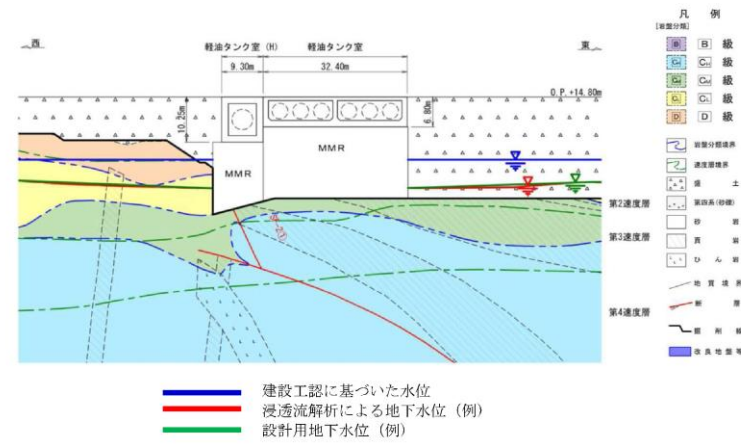 西
東
軽油タンク室 (H)
軽油タンク室
9.30m
32.40m
O.P.+14.80m
10.25m
6.80m
MMR
MMR
第2速度層
第3速度層
第4速度層
凡 例
[岩盤分類]
B B 級
CH CH 級
CM CM 級
CL CL 級
D D 級
岩盤分類境界
速度層境界
盛 土
第四系(砂礫)
砂 岩
頁 岩
ひ ん 岩
地 質 境 界
断 層
掘 削 線
改 良 地 盤 等
建設工認に基づいた水位
浸透流解析による地下水位（例）
設計用地下水位（例）